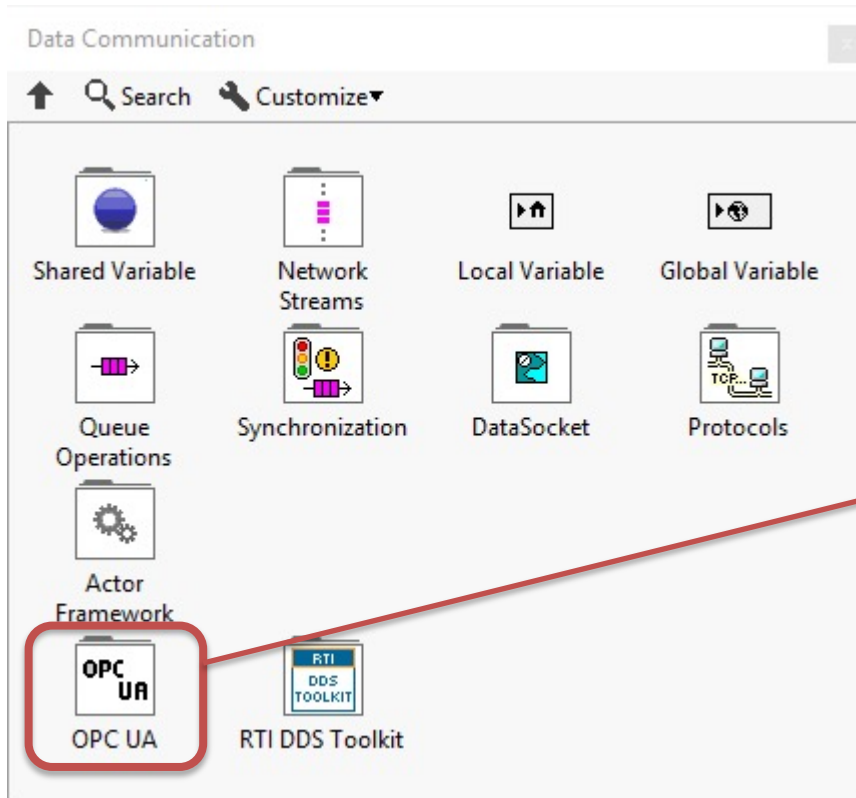 Data Communication
Search Customize
Shared Variable
Network
Streams
Local Variable
Global Variable
Queue
Operations
Synchronization
TCP...
DataSocket
Protocols
Actor
Framework
OPC
UA
RTI
DDS
TOOLKIT
OPC UA
RTI DDS Toolkit